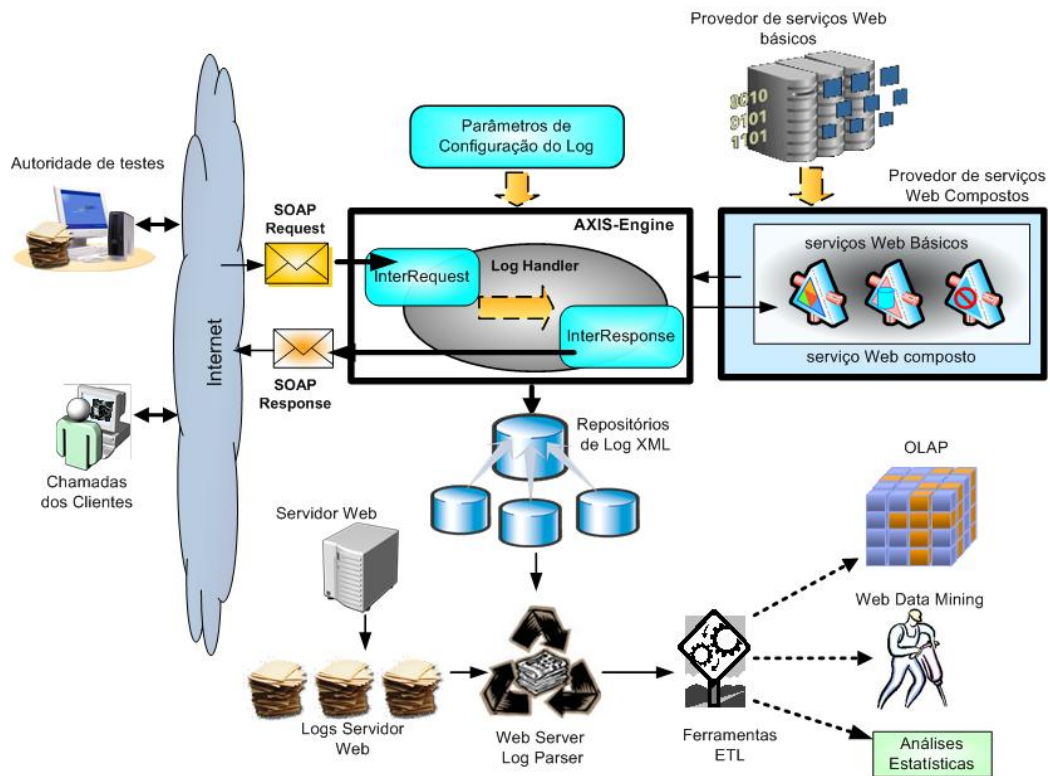 Provedor de serviços Web
básicos
3010
9101
1101
Parâmetros de
Configuração do Log
Autoridade de testes
Provedor de serviços
Web Compostos
SOAP
Request
AXIS-Engine
serviços Web Básicos
Log Handler
InterRequest
InterResponse
serviço Web composto
Internet
SOAP
Response
Repositórios
de Log XML
OLAP
Chamadas
dos Clientes
Servidor Web
Web Data Mining
Logs Servidor
Web
Web Server
Log Parser
Ferramentas
ETL
Análises
Estatísticas